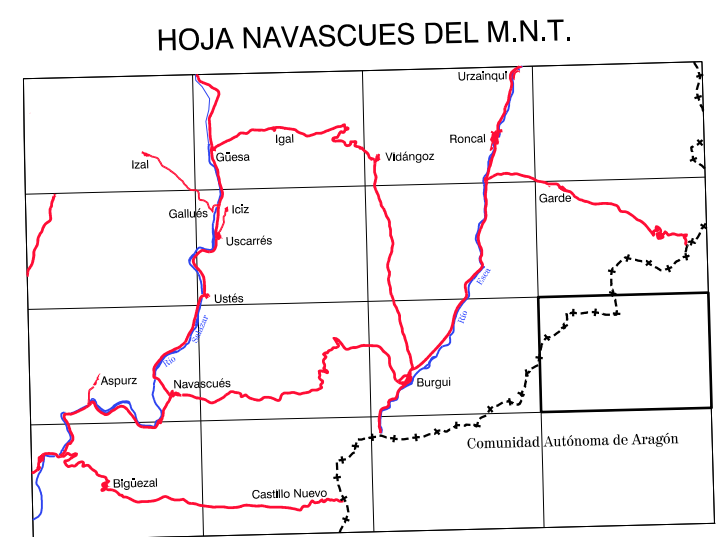 HOJA NAVASCUES DEL M.N.T.
Urzaïnqui
Roncal
Igal
Vidángoz
Güesa
Izal
Garde
Gallués
Iciz
Uscarrés
Esca
Ustés
Río
Salazar
Río
Aspurz
Navascués
Burgui
Comunidad Autónoma de Aragón
Bigüezal
Castillo Nuevo